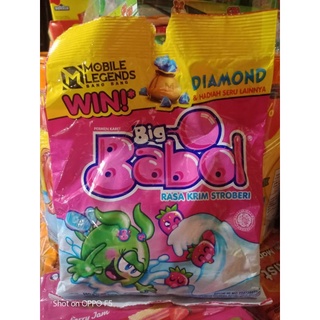 MOBILE
LEGENDS
BANG BANG
WIN!*
DIAMOND
& HADIAH SERU LAINNYA
PERMEN KARET
Big
Babol
RASA KRIM STROBERI
Shot on OPPO F5